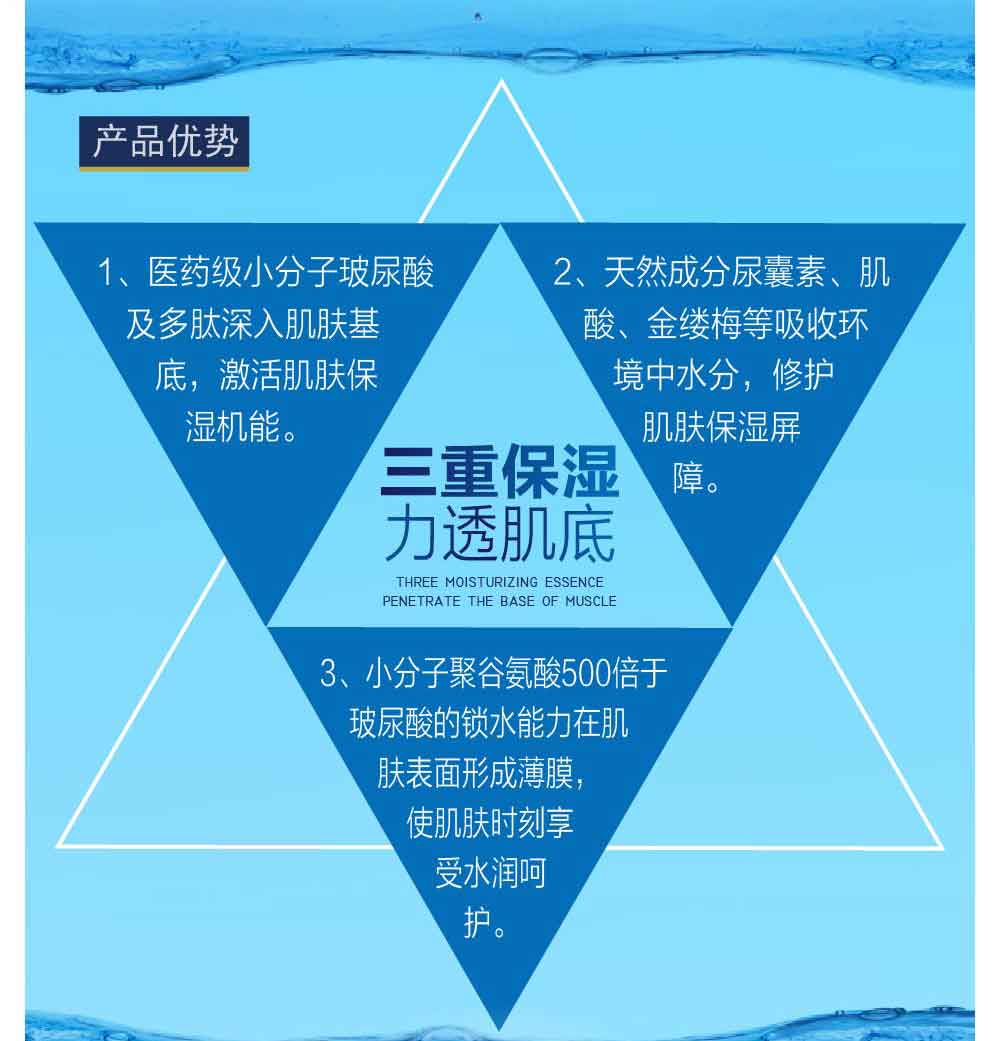 产品优势
1、医药级小分子玻尿酸
及多肽深入肌肤基
底，激活肌肤保
湿机能。
2、天然成分尿囊素、肌
酸、金缕梅等吸收环
境中水分，修护
肌肤保湿屏
障。
三重保湿
力透肌底
THREE MOISTURIZING ESSENCE
PENETRATE THE BASE OF MUSCLE
3、小分子聚谷氨酸500倍于
玻尿酸的锁水能力在肌
肤表面形成薄膜，
使肌肤时刻享
受水润呵
护。